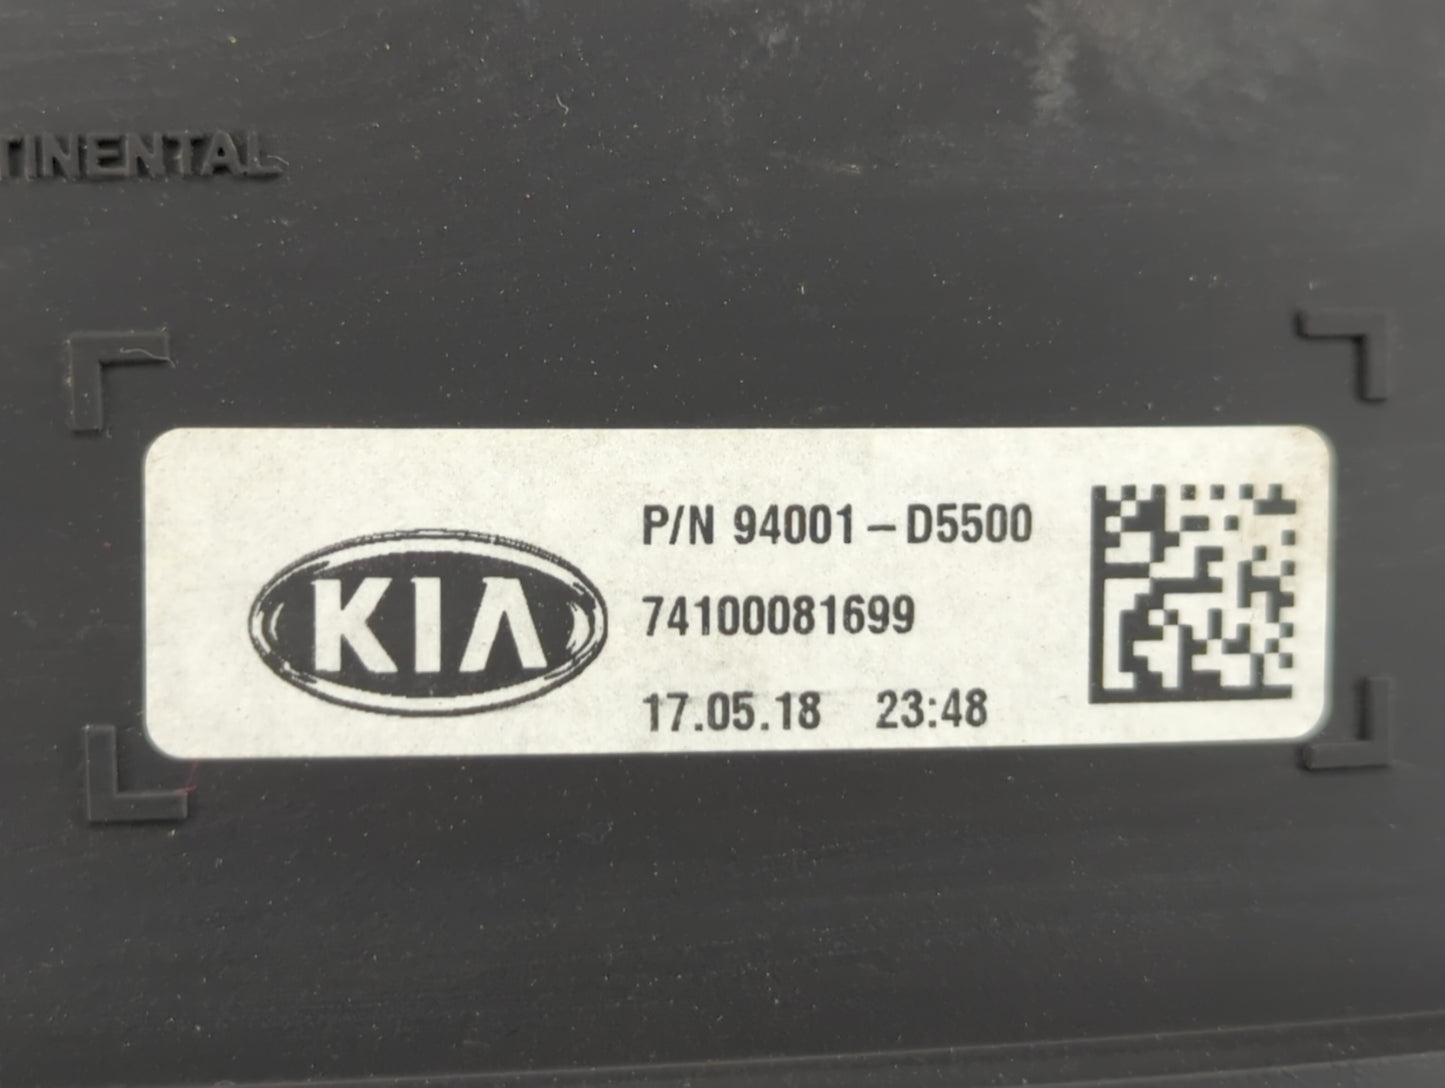 TINENTAL
KIA
P/N 94001-D5500
74100081699
17.05.18 23:48